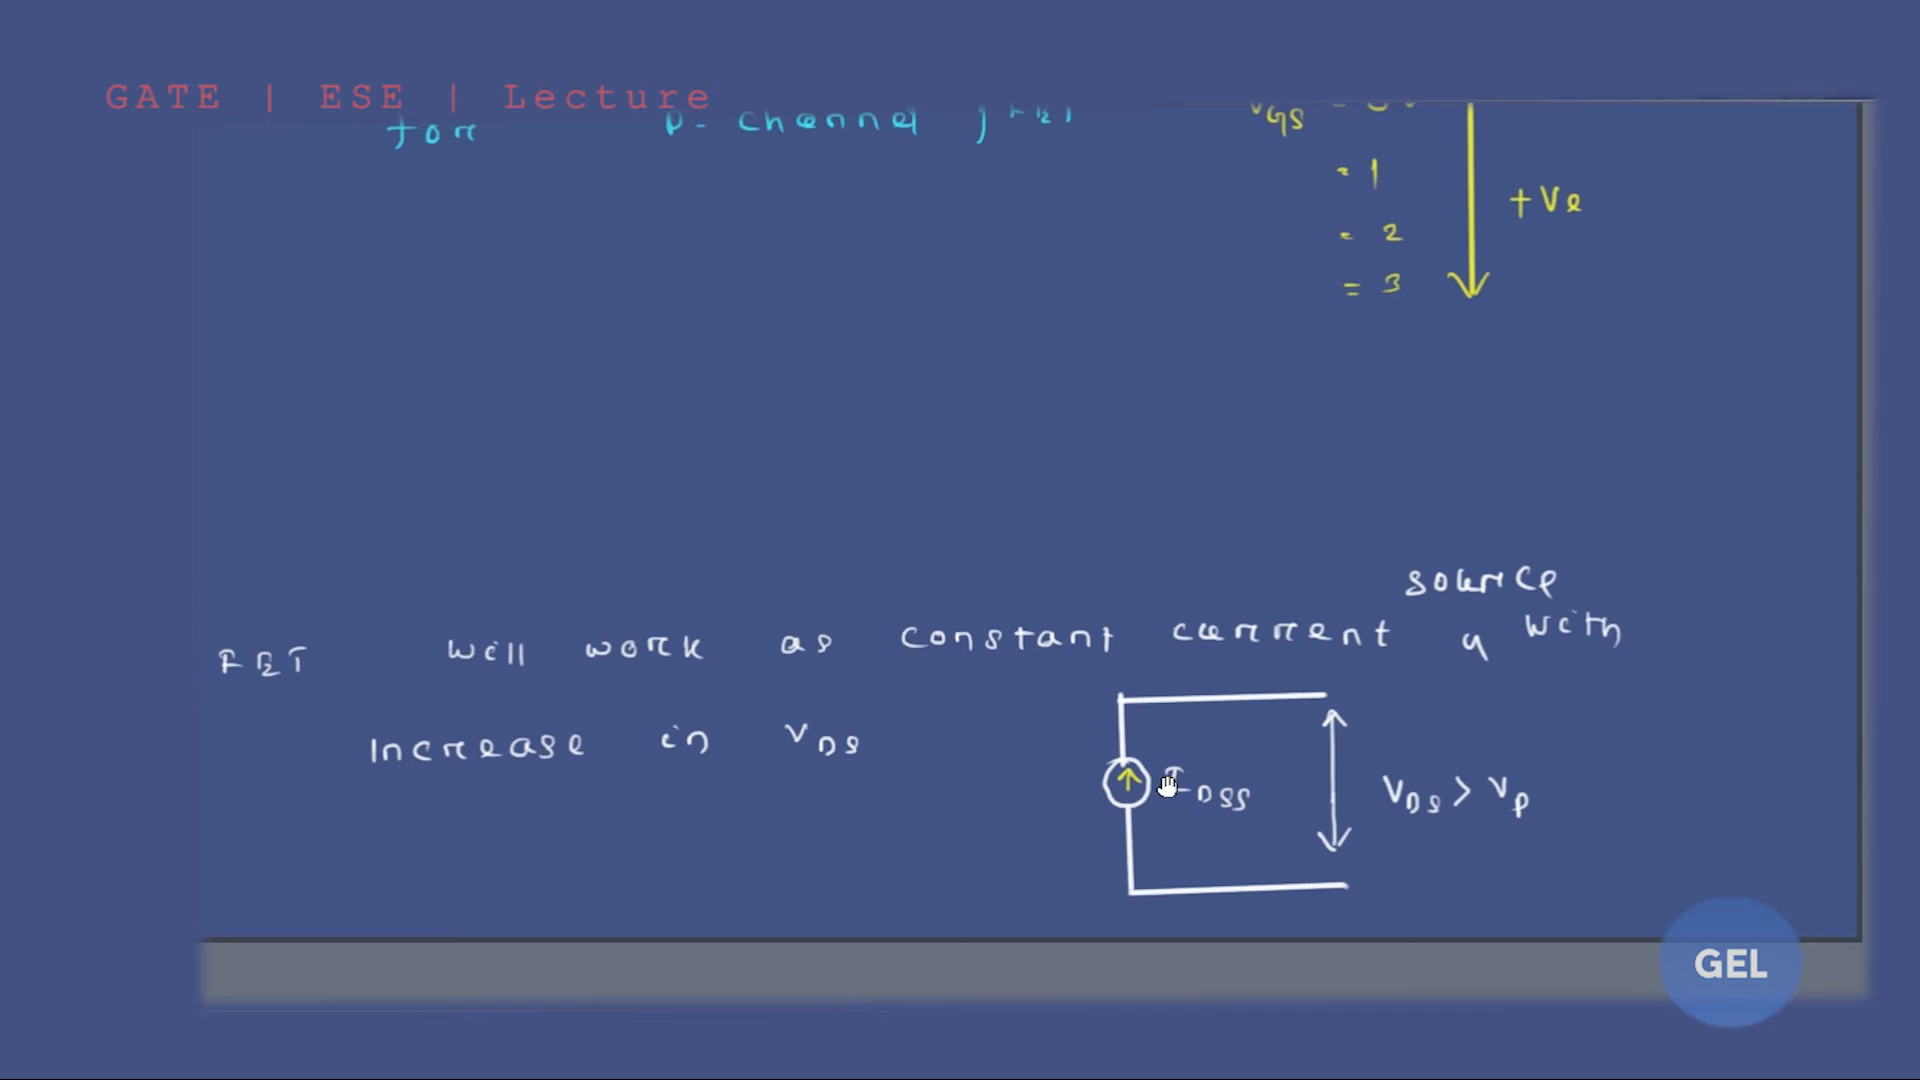 GATE | ESE | Lecture
for p-channel jFET
VGS = 0V
= 1
= 2
= 3
+Ve
source
FET will work as constant current with
Increase in VDS
IDSS
VDS > Vp
GEL